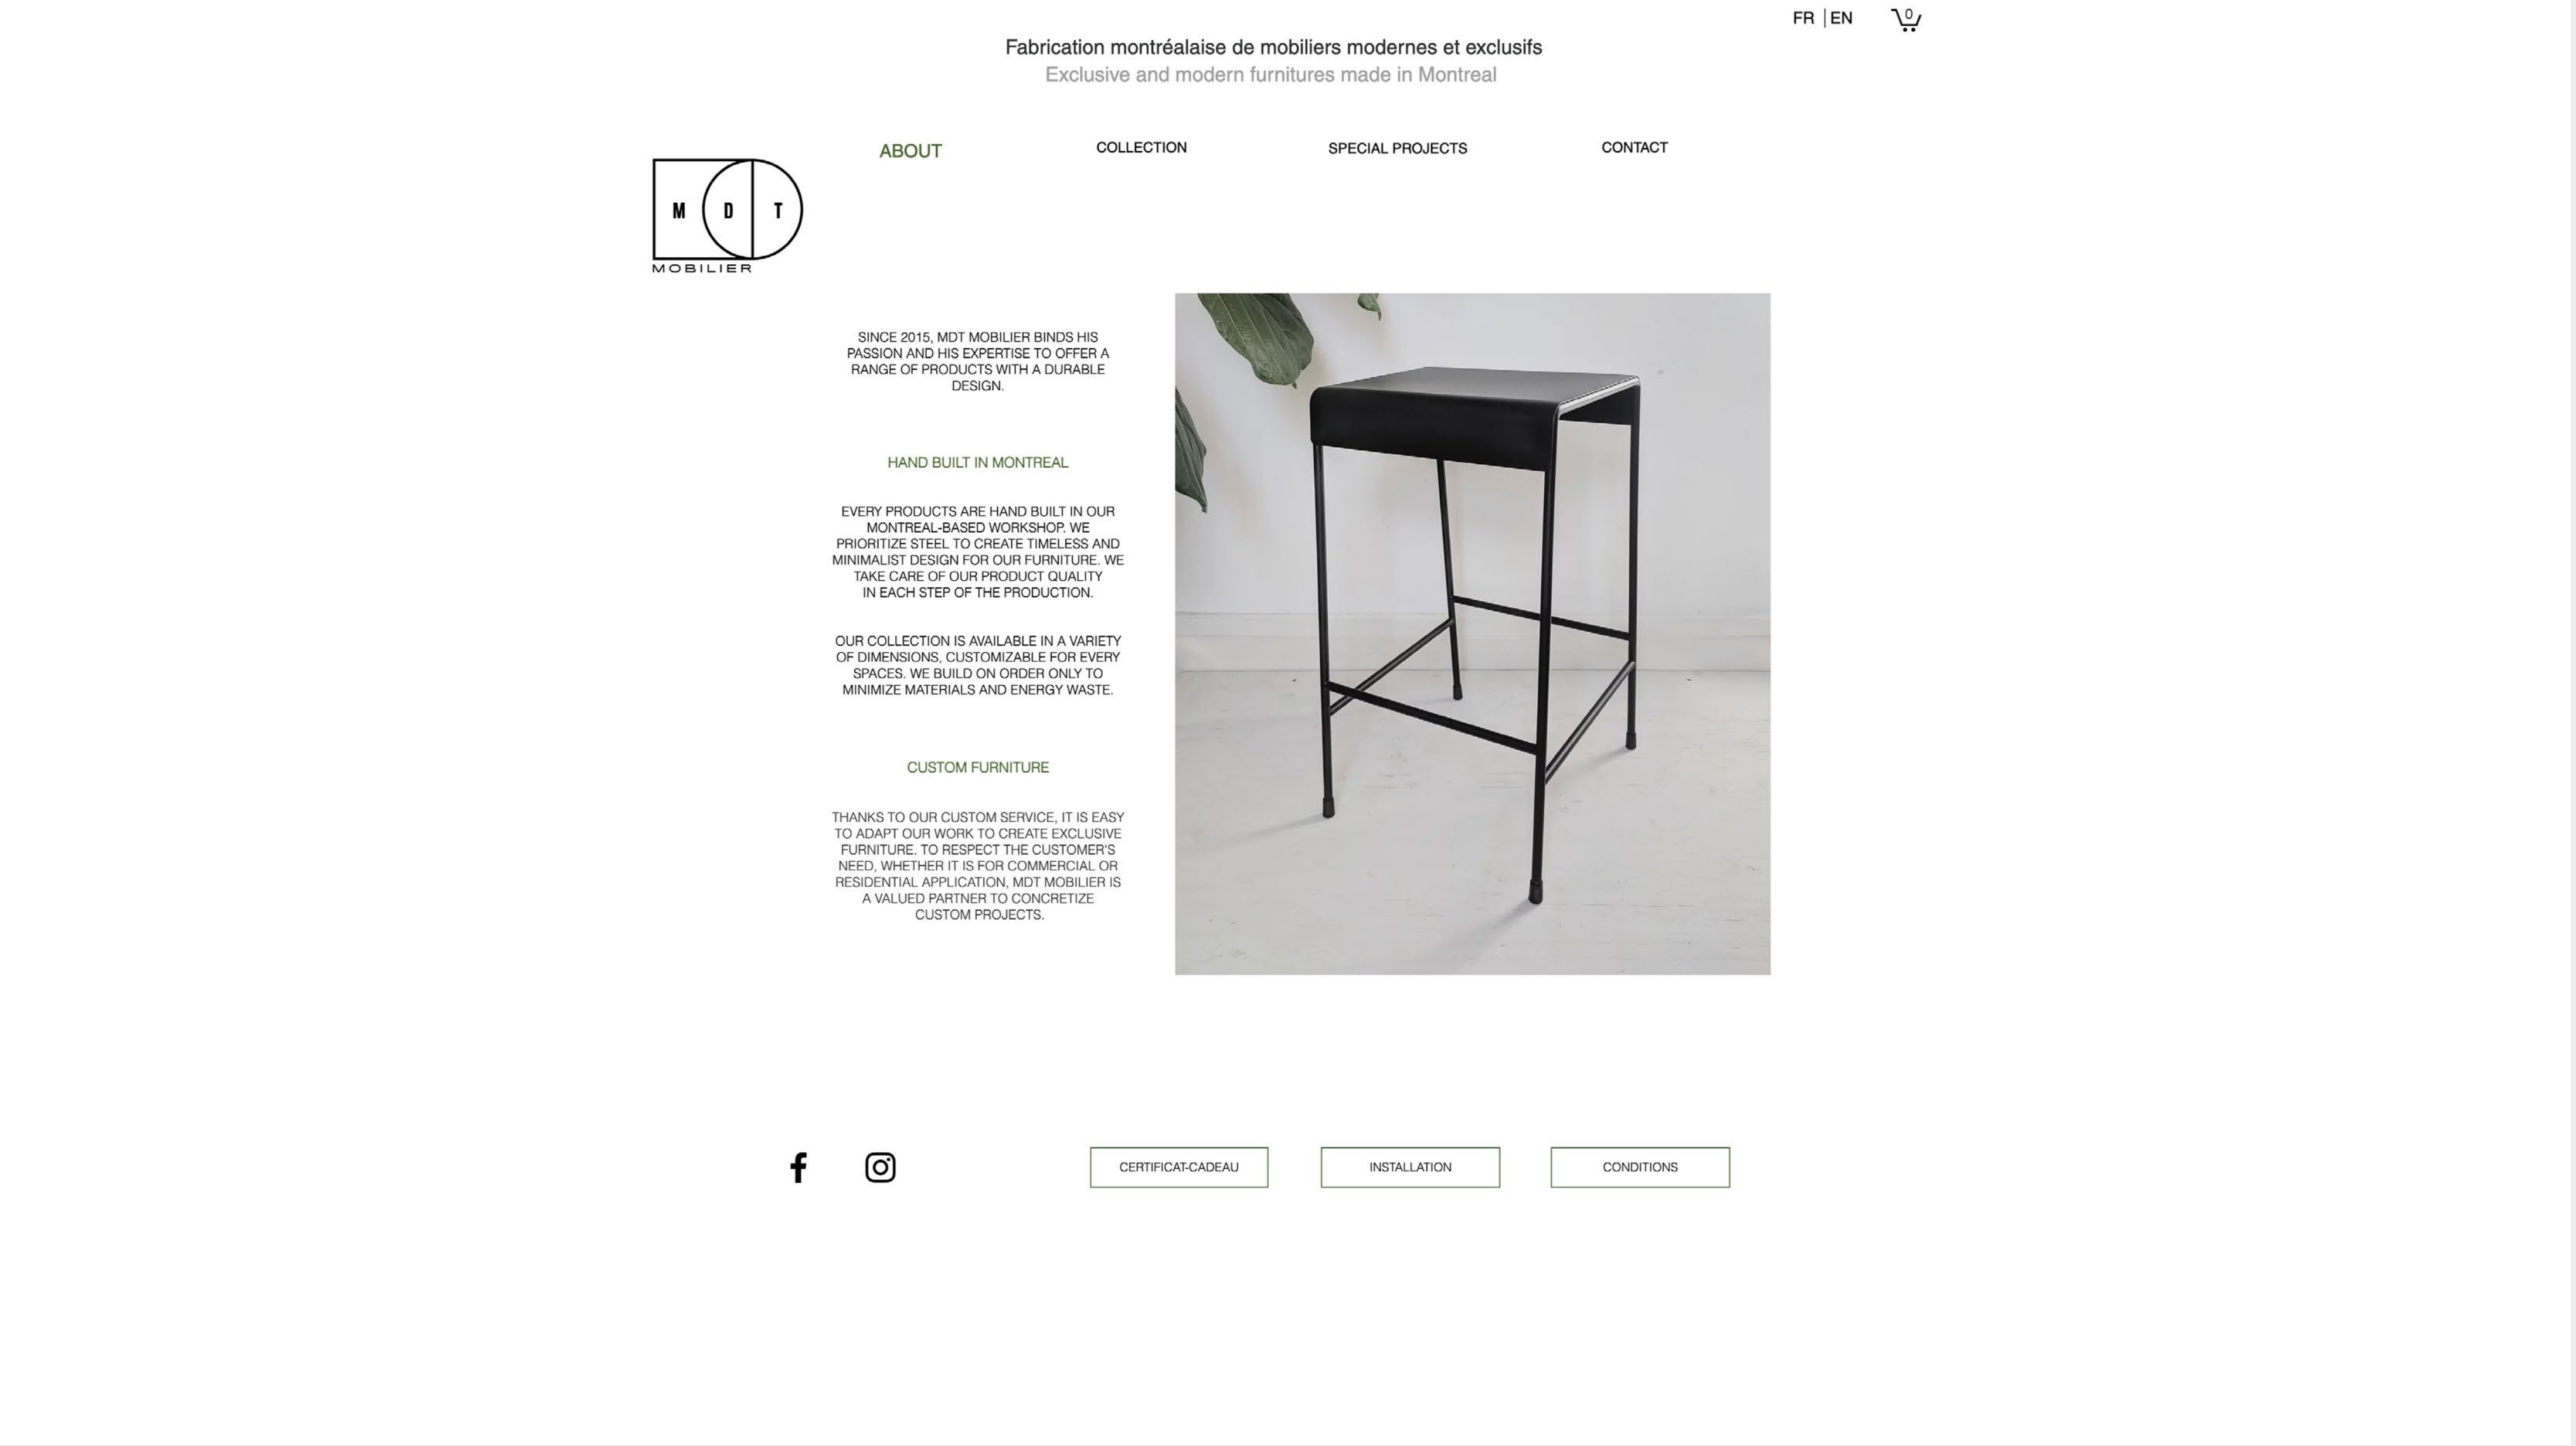 FR | EN
0
Fabrication montréalaise de mobiliers modernes et exclusifs
Exclusive and modern furnitures made in Montreal
ABOUT
COLLECTION
SPECIAL PROJECTS
CONTACT
M D T
MOBILIER
SINCE 2015, MDT MOBILIER BINDS HIS
PASSION AND HIS EXPERTISE TO OFFER A
RANGE OF PRODUCTS WITH A DURABLE
DESIGN.
HAND BUILT IN MONTREAL
EVERY PRODUCTS ARE HAND BUILT IN OUR
MONTREAL-BASED WORKSHOP. WE
PRIORITIZE STEEL TO CREATE TIMELESS AND
MINIMALIST DESIGN FOR OUR FURNITURE. WE
TAKE CARE OF OUR PRODUCT QUALITY
IN EACH STEP OF THE PRODUCTION.
OUR COLLECTION IS AVAILABLE IN A VARIETY
OF DIMENSIONS, CUSTOMIZABLE FOR EVERY
SPACES. WE BUILD ON ORDER ONLY TO
MINIMIZE MATERIALS AND ENERGY WASTE.
CUSTOM FURNITURE
THANKS TO OUR CUSTOM SERVICE, IT IS EASY
TO ADAPT OUR WORK TO CREATE EXCLUSIVE
FURNITURE. TO RESPECT THE CUSTOMER'S
NEED, WHETHER IT IS FOR COMMERCIAL OR
RESIDENTIAL APPLICATION, MDT MOBILIER IS
A VALUED PARTNER TO CONCRETIZE
CUSTOM PROJECTS.
CERTIFICAT-CADEAU
INSTALLATION
CONDITIONS